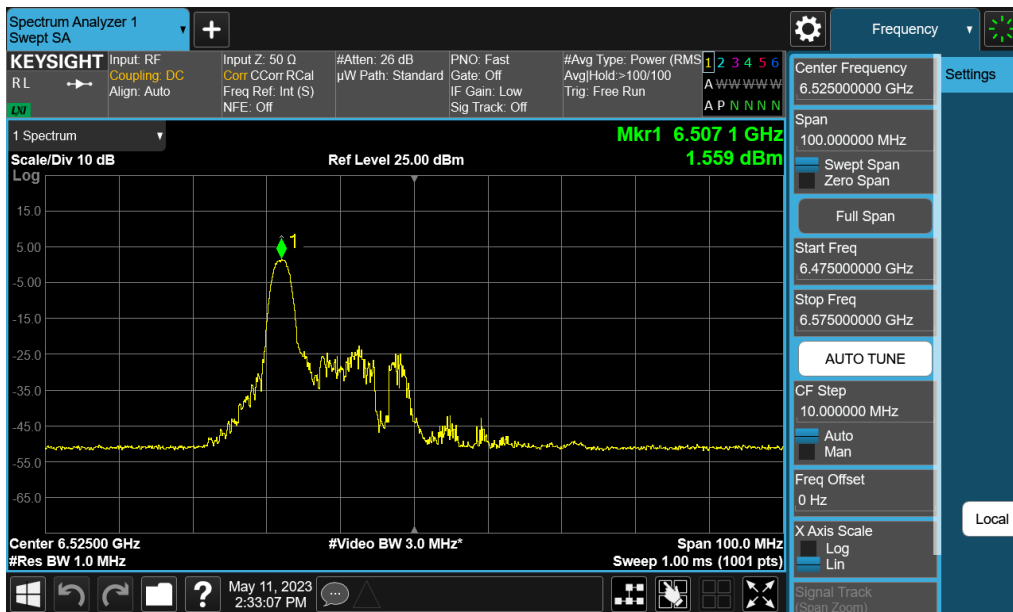 Spectrum Analyzer 1
Swept SA
+
Frequency
KEYSIGHT
R L
LXI
Input: RF
Coupling: DC
Align: Auto
Input Z: 50 Ω
Corr CCorr RCal
Freq Ref: Int (S)
NFE: Off
#Atten: 26 dB
µW Path: Standard
PNO: Fast
Gate: Off
IF Gain: Low
Sig Track: Off
#Avg Type: Power (RMS
Avg|Hold:>100/100
Trig: Free Run
1 2 3 4 5 6
A W W W W W
A P N N N N
1 Spectrum
Mkr1 6.507 1 GHz
1.559 dBm
Scale/Div 10 dB
Ref Level 25.00 dBm
Log
15.0
5.00
-5.00
-15.0
-25.0
-35.0
-45.0
-55.0
-65.0
1
Center 6.52500 GHz
#Video BW 3.0 MHz*
Span 100.0 MHz
#Res BW 1.0 MHz
Sweep 1.00 ms (1001 pts)
Center Frequency
6.525000000 GHz
Span
100.000000 MHz
Swept Span
Zero Span
Full Span
Start Freq
6.475000000 GHz
Stop Freq
6.575000000 GHz
AUTO TUNE
CF Step
10.000000 MHz
Auto
Man
Freq Offset
0 Hz
X Axis Scale
Log
Lin
Signal Track
(Span Zoom)
Settings
Local
?
May 11, 2023
2:33:07 PM